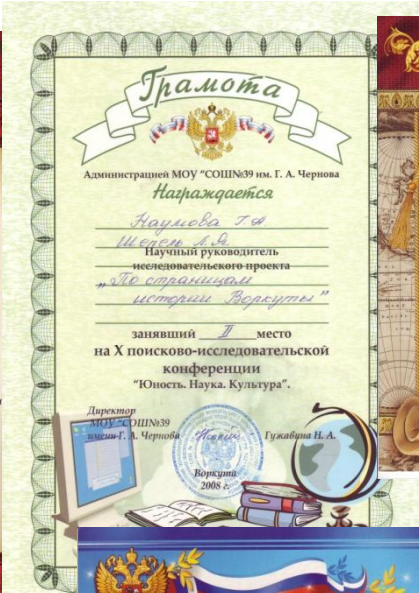 Грамота
Администрацией МОУ "СОШ№39 им. Г. А. Чернова
Награждается
Наумова Т.А
Шерель Л.Я.
Научный руководитель
исследовательского проекта
„По страницам
истории Воркуты"
занявший II место
на X поисково-исследовательской
конференции
"Юность. Наука. Культура".
Директор
МОУ "СОШ№39
имени Г. А. Чернова Гужавина Н. А.
Воркута
2008 г.